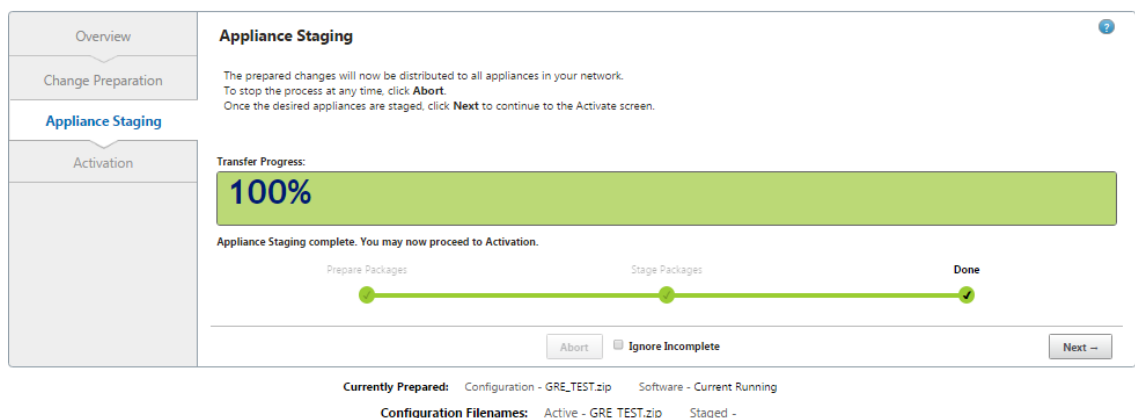 Overview
Change Preparation
Appliance Staging
Activation
Appliance Staging
?
The prepared changes will now be distributed to all appliances in your network.
To stop the process at any time, click Abort.
Once the desired appliances are staged, click Next to continue to the Activate screen.
Transfer Progress:
100%
Appliance Staging complete. You may now proceed to Activation.
Prepare Packages Stage Packages Done
Abort Ignore Incomplete Next →
Currently Prepared: Configuration - GRE_TEST.zip Software - Current Running
Configuration Filenames: Active - GRE_TEST.zip Staged -